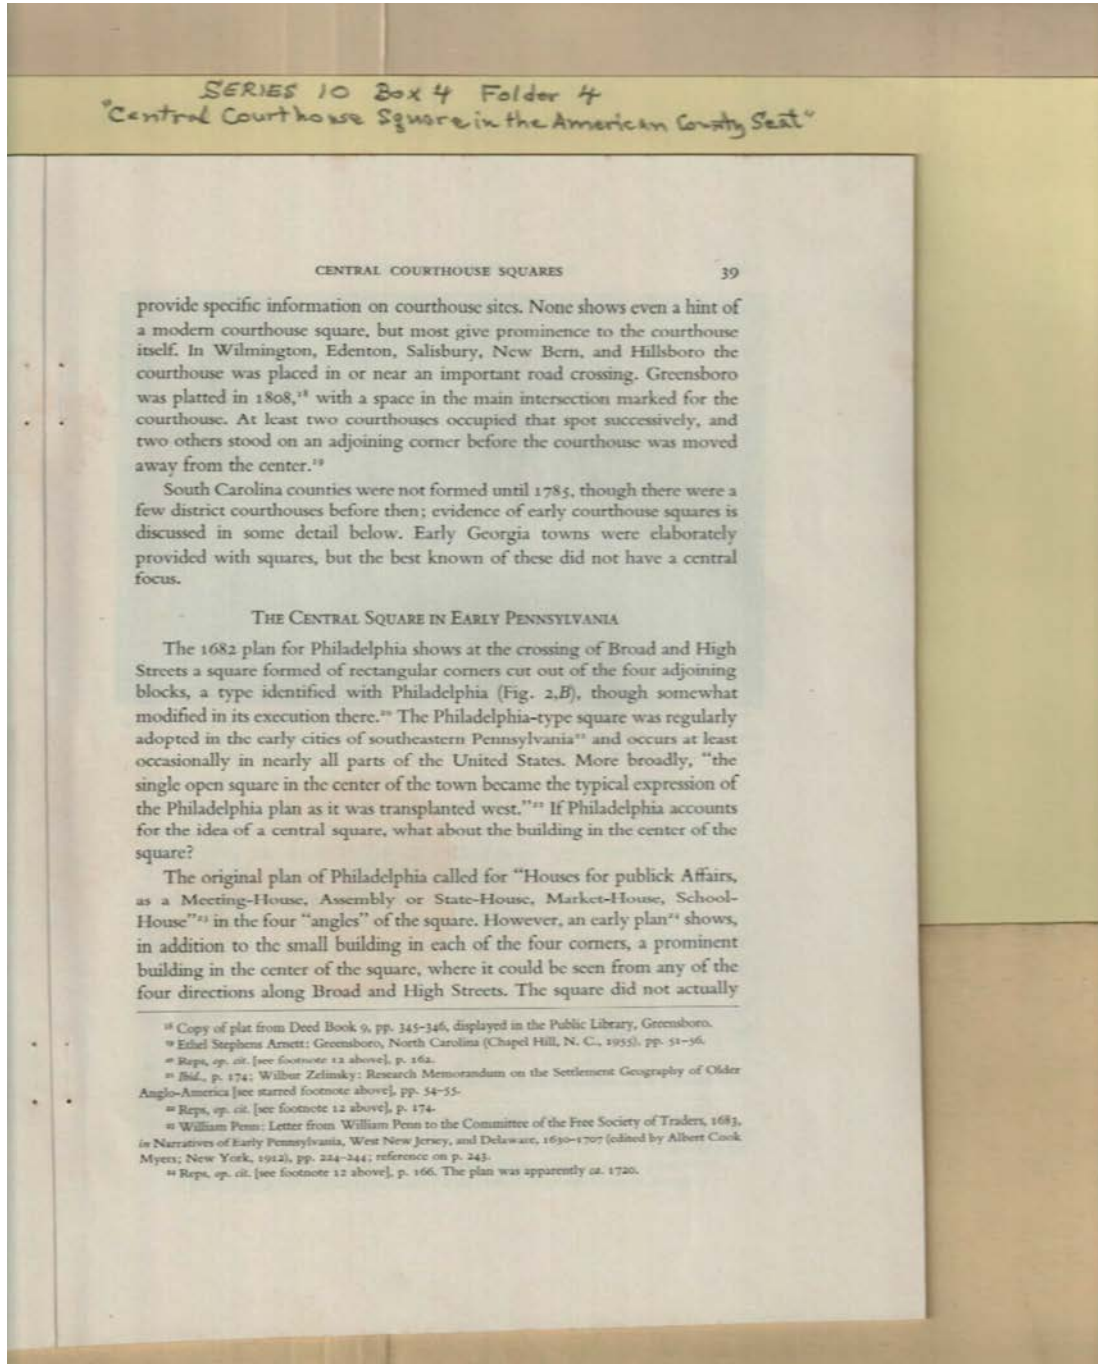 SERIES 10 Box 4 Folder 4
"Central Courthouse Square in the American County Seat"
CENTRAL COURTHOUSE SQUARES 39
provide specific information on courthouse sites. None shows even a hint of
a modern courthouse square, but most give prominence to the courthouse
itself. In Wilmington, Edenton, Salisbury, New Bern, and Hillsboro the
courthouse was placed in or near an important road crossing. Greensboro
was platted in 1808,¹⁸ with a space in the main intersection marked for the
courthouse. At least two courthouses occupied that spot successively, and
two others stood on an adjoining corner before the courthouse was moved
away from the center.¹⁹
South Carolina counties were not formed until 1785, though there were a
few district courthouses before then; evidence of early courthouse squares is
discussed in some detail below. Early Georgia towns were elaborately
provided with squares, but the best known of these did not have a central
focus.
THE CENTRAL SQUARE IN EARLY PENNSYLVANIA
The 1682 plan for Philadelphia shows at the crossing of Broad and High
Streets a square formed of rectangular corners cut out of the four adjoining
blocks, a type identified with Philadelphia (Fig. 2,B), though somewhat
modified in its execution there.²⁰ The Philadelphia-type square was regularly
adopted in the early cities of southeastern Pennsylvania²¹ and occurs at least
occasionally in nearly all parts of the United States. More broadly, "the
single open square in the center of the town became the typical expression of
the Philadelphia plan as it was transplanted west."²² If Philadelphia accounts
for the idea of a central square, what about the building in the center of the
square?
The original plan of Philadelphia called for "Houses for publick Affairs,
as a Meeting-House, Assembly or State-House, Market-House, School-
House"²³ in the four "angles" of the square. However, an early plan²⁴ shows,
in addition to the small building in each of the four corners, a prominent
building in the center of the square, where it could be seen from any of the
four directions along Broad and High Streets. The square did not actually
¹⁸ Copy of plat from Deed Book 9, pp. 345-346, displayed in the Public Library, Greensboro.
¹⁹ Ethel Stephens Arnett: Greensboro, North Carolina (Chapel Hill, N. C., 1955), pp. 51-56.
²⁰ Reps, op. cit. [see footnote 12 above], p. 162.
²¹ Ibid., p. 174; Wilbur Zelinsky: Research Memorandum on the Settlement Geography of Older
Anglo-America [see starred footnote above], pp. 54-55.
²² Reps, op. cit. [see footnote 12 above], p. 174.
²³ William Penn: Letter from William Penn to the Committee of the Free Society of Traders, 1683,
in Narratives of Early Pennsylvania, West New Jersey, and Delaware, 1630-1707 (edited by Albert Cook
Myers; New York, 1912), pp. 224-244; reference on p. 243.
²⁴ Reps, op. cit. [see footnote 12 above], p. 166. The plan was apparently ca. 1720.